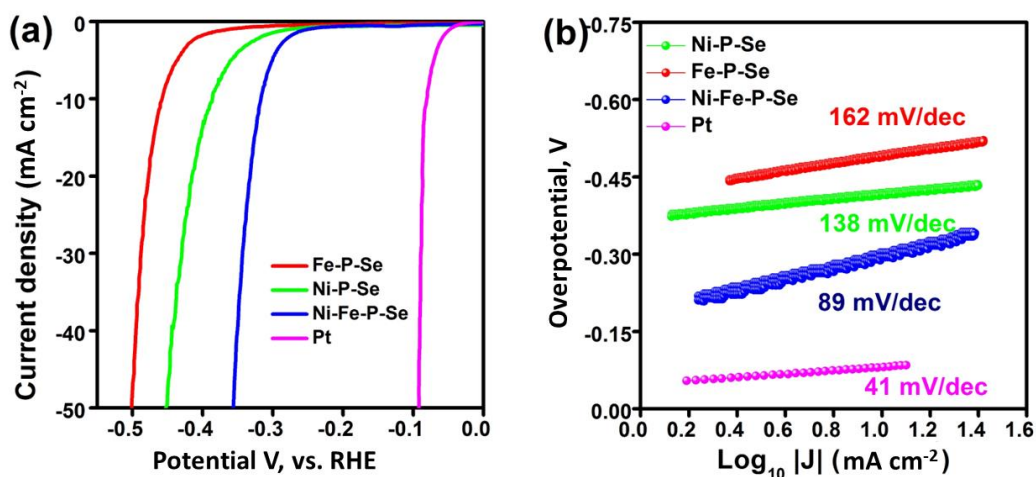 (a)
Current density (mA cm-2)
0
-10
-20
-30
-40
-50
Fe-P-Se
Ni-P-Se
Ni-Fe-P-Se
Pt
-0.5
-0.4
-0.3
-0.2
-0.1
0.0
Potential V, vs. RHE
(b)
Overpotential, V
-0.75
-0.60
-0.45
-0.30
-0.15
0.00
Ni-P-Se
Fe-P-Se
Ni-Fe-P-Se
Pt
162 mV/dec
138 mV/dec
89 mV/dec
41 mV/dec
0.0
0.2
0.4
0.6
0.8
1.0
1.2
1.4
1.6
Log10 |J| (mA cm-2)